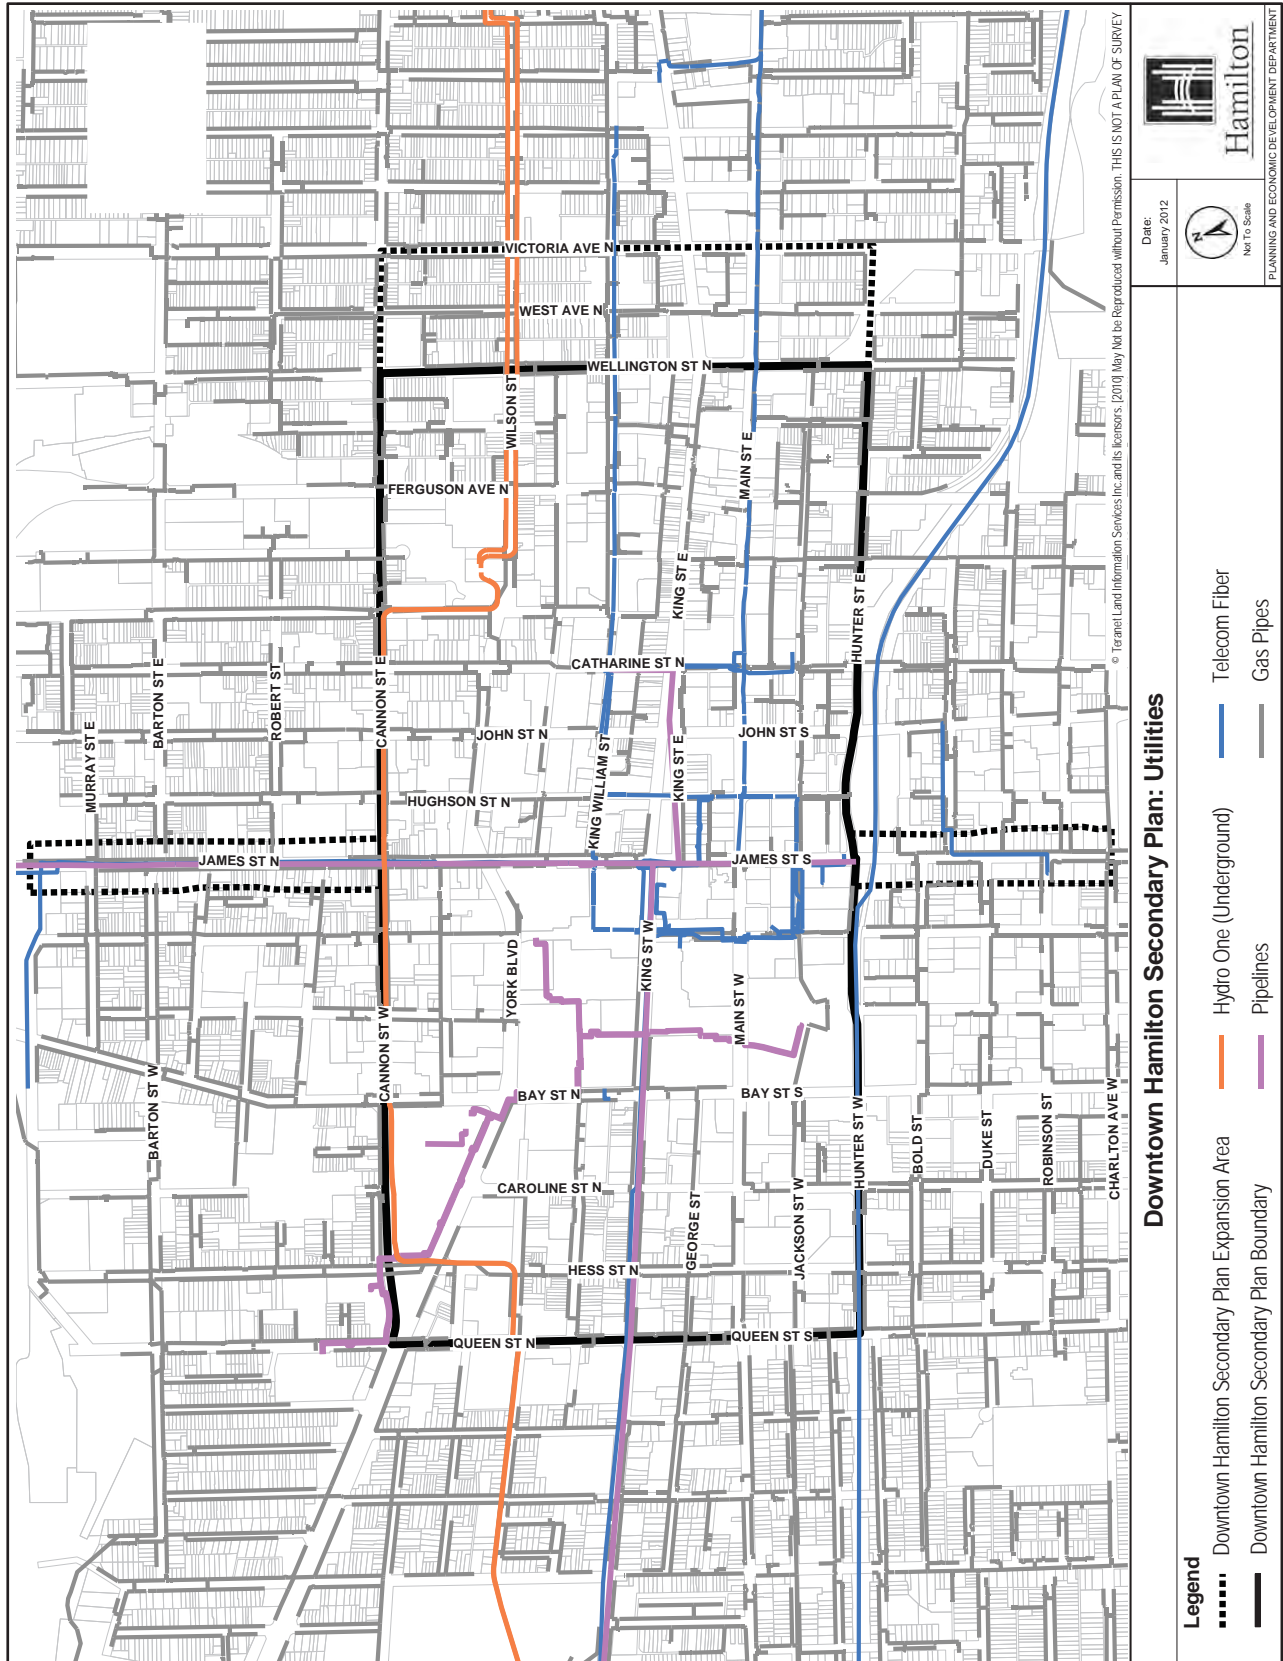 MURRAY ST E
BARTON ST E
ROBERT ST
CANNON ST E
JAMES ST N
HUGHSON ST N
JOHN ST N
CATHARINE ST N
FERGUSON AVE N
WILSON ST
WELLINGTON ST N
WEST AVE N
VICTORIA AVE N
KING WILLIAM ST
KING ST E
KING ST E
MAIN ST E
HUNTER ST E
JOHN ST S
JAMES ST S
BARTON ST W
CANNON ST W
YORK BLVD
KING ST W
MAIN ST W
BAY ST N
BAY ST S
CAROLINE ST N
HESS ST N
GEORGE ST
JACKSON ST W
HUNTER ST W
QUEEN ST N
QUEEN ST S
BOLD ST
DUKE ST
ROBINSON ST
CHARLTON AVE W
© Teranet Land Information Services Inc.and its licensors. [2010] May Not be Reproduced without Permission. THIS IS NOT A PLAN OF SURVEY
Downtown Hamilton Secondary Plan: Utilities
Legend
Downtown Hamilton Secondary Plan Expansion Area
Hydro One (Underground)
Telecom Fiber
Downtown Hamilton Secondary Plan Boundary
Pipelines
Gas Pipes
Date:
January 2012
N
Not To Scale
Hamilton
PLANNING AND ECONOMIC DEVELOPMENT DEPARTMENT